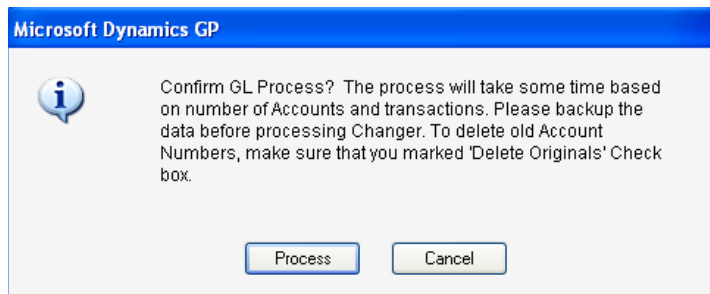 Microsoft Dynamics GP
Confirm GL Process? The process will take some time based
on number of Accounts and transactions. Please backup the
data before processing Changer. To delete old Account
Numbers, make sure that you marked 'Delete Originals' Check
box.
Process
Cancel